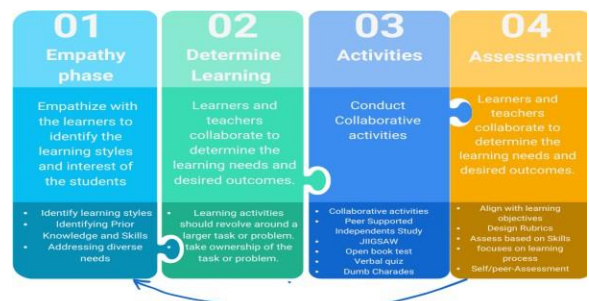 01
Empathy
phase
Empathize with
the learners to
identify the
learning styles
and interest of
the students
• Identify learning styles
• Identifying Prior
Knowledge and Skills
• Addressing diverse
needs
02
Determine
Learning
Learners and
teachers
collaborate to
determine the
learning needs and
desired outcomes.
• Learning activities
should revolve around a
larger task or problem.
• take ownership of the
task or problem.
03
Activities
Conduct
Collaborative
activities
• Collaborative activities
• Peer Supported
Independents Study
• JIIGSAW
• Open book test
• Verbal quiz
• Dumb Charades
04
Assessment
Learners and
teachers
collaborate to
determine the
learning needs and
desired outcomes.
• Align with learning
objectives
• Design Rubrics
• Assess based on Skills
• focuses on learning
process
• Self/peer-Assessment